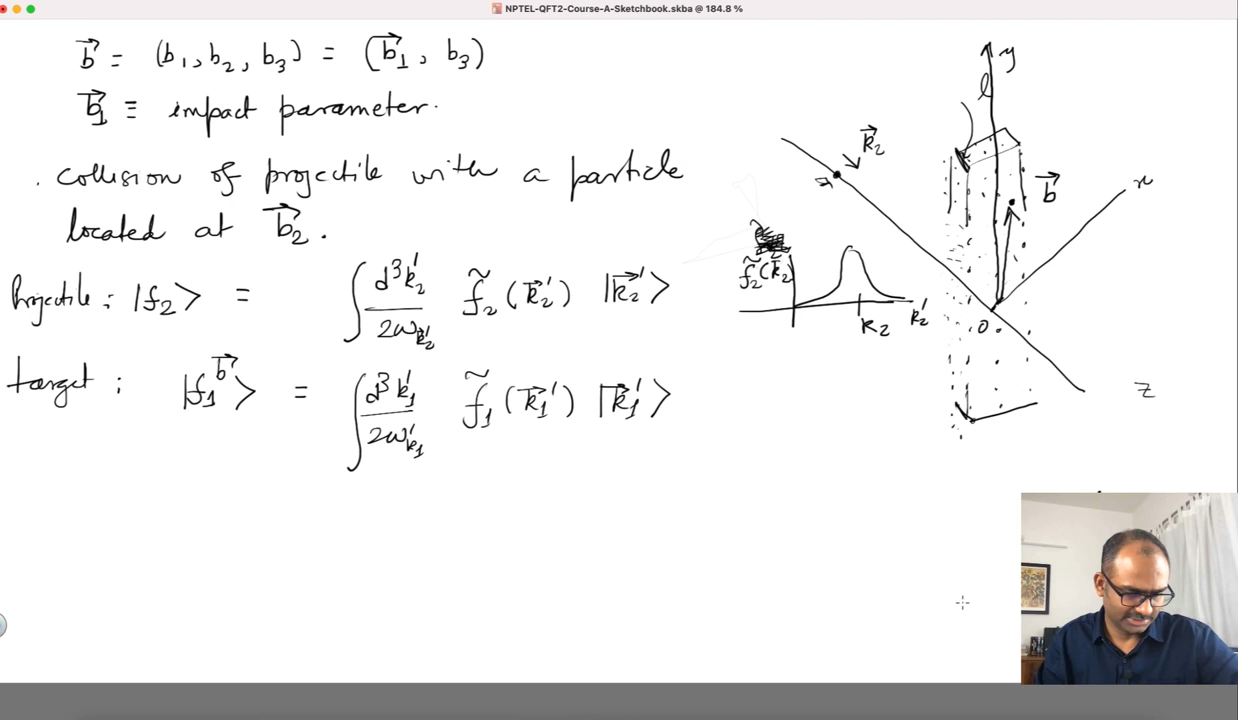 NPTEL-QFT2-Course-A-Sketchbook.skba @ 184.8 %
b⃗ = (b₁, b₂, b₃) = (b⃗₁, b₃)
b⃗₁ ≡ impact parameter.
. collision of projectile with a particle
located at b⃗₂.
Projectile: |f₂⟩ = ∫ d³k₂'/2ω_k₂' f̃₂(k⃗₂') |k⃗₂'⟩
target: |f₁^b⃗⟩ = ∫ d³k₁'/2ω_k₁' f̃₁(k⃗₁') |k⃗₁'⟩
y
l
k⃗₂
x
b⃗
f̃₂(k⃗₂)
k₂
k₂'
O
z